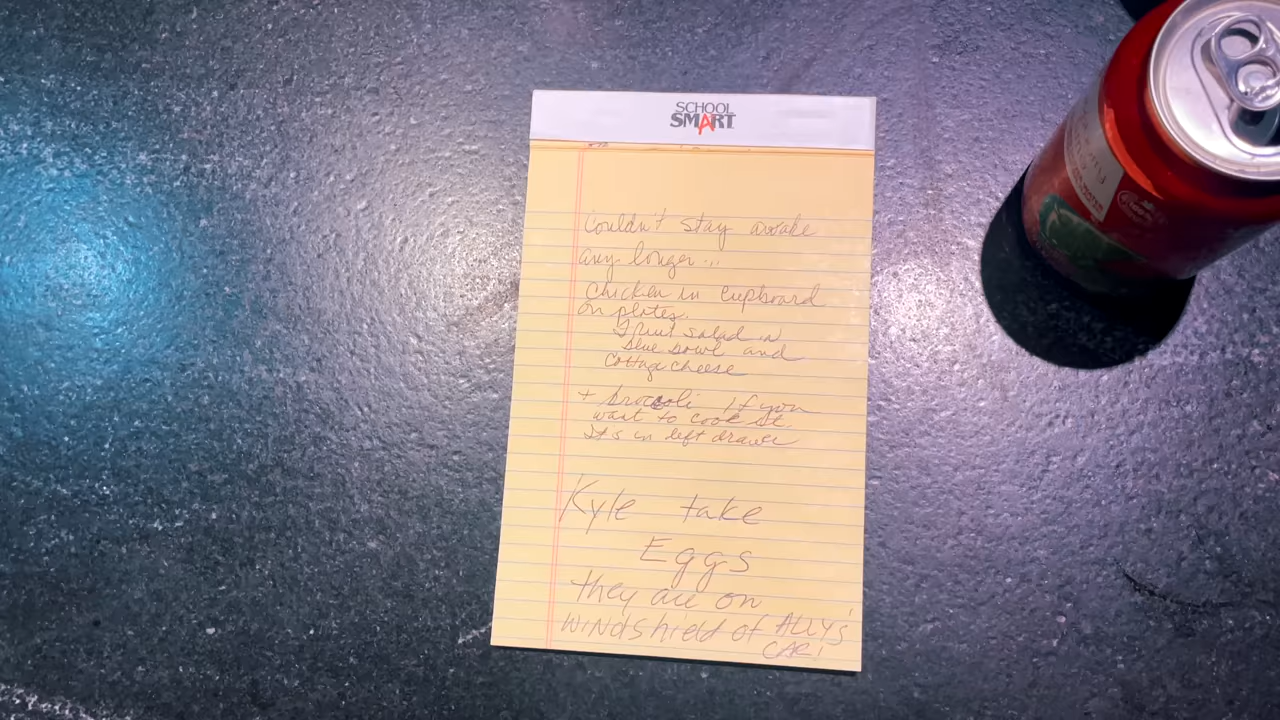 SCHOOL
SMART
Couldn't stay awake
any longer...
Chicken in cupboard
on plates.
Fruit salad in
blue bowl and
Cottage cheese
+ broccoli if you
want to cook it.
It's in left drawer
Kyle take
Eggs
they are on
windshield of ALLY'S
CAR!
100%